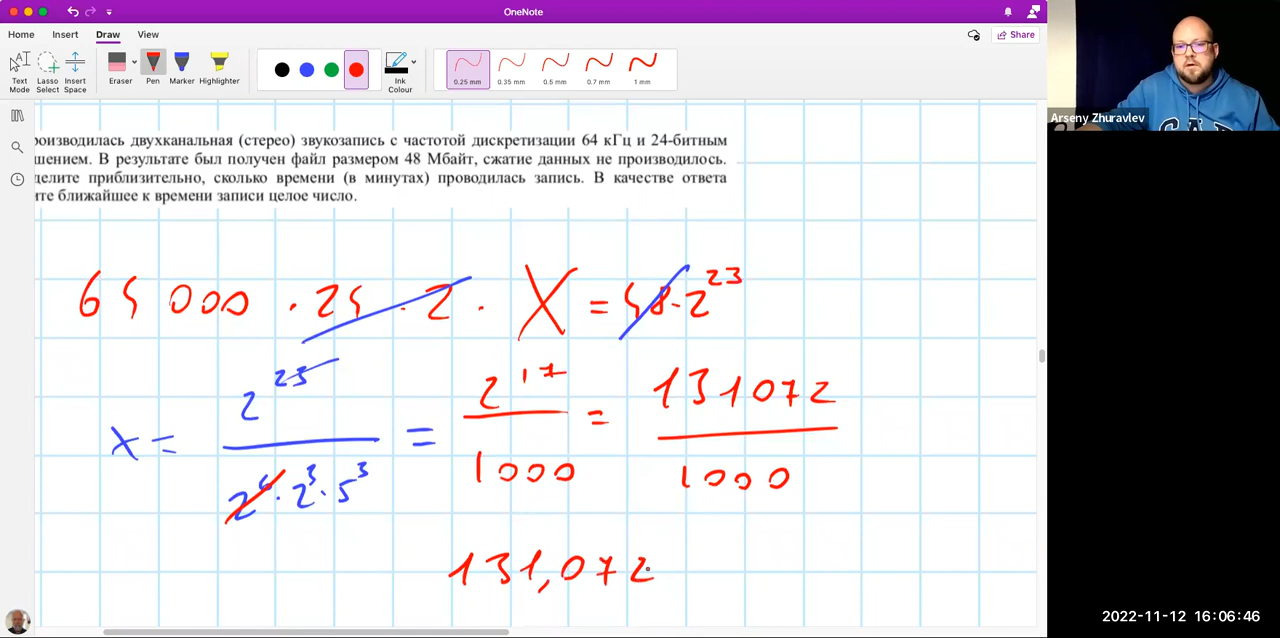 OneNote
Home Insert Draw View
Share
Text Mode
Lasso Select
Insert Space
Eraser
Pen
Marker
Highlighter
Ink Colour
0.25 mm 0.35 mm 0.5 mm 0.7 mm 1 mm
Arseny Zhuravlev
роизводилась двухканальная (стерео) звукозапись с частотой дискретизации 64 кГц и 24-битным
шением. В результате был получен файл размером 48 Мбайт, сжатие данных не производилось.
делите приблизительно, сколько времени (в минутах) проводилась запись. В качестве ответа
ите ближайшее к времени записи целое число.
64 000 · 24 · 2 · X = 48 · 2^23
x = 2^23 / (2^6 · 2^3 · 5^3) = 2^17 / 1000 = 131072 / 1000
131,072
2022-11-12 16:06:46